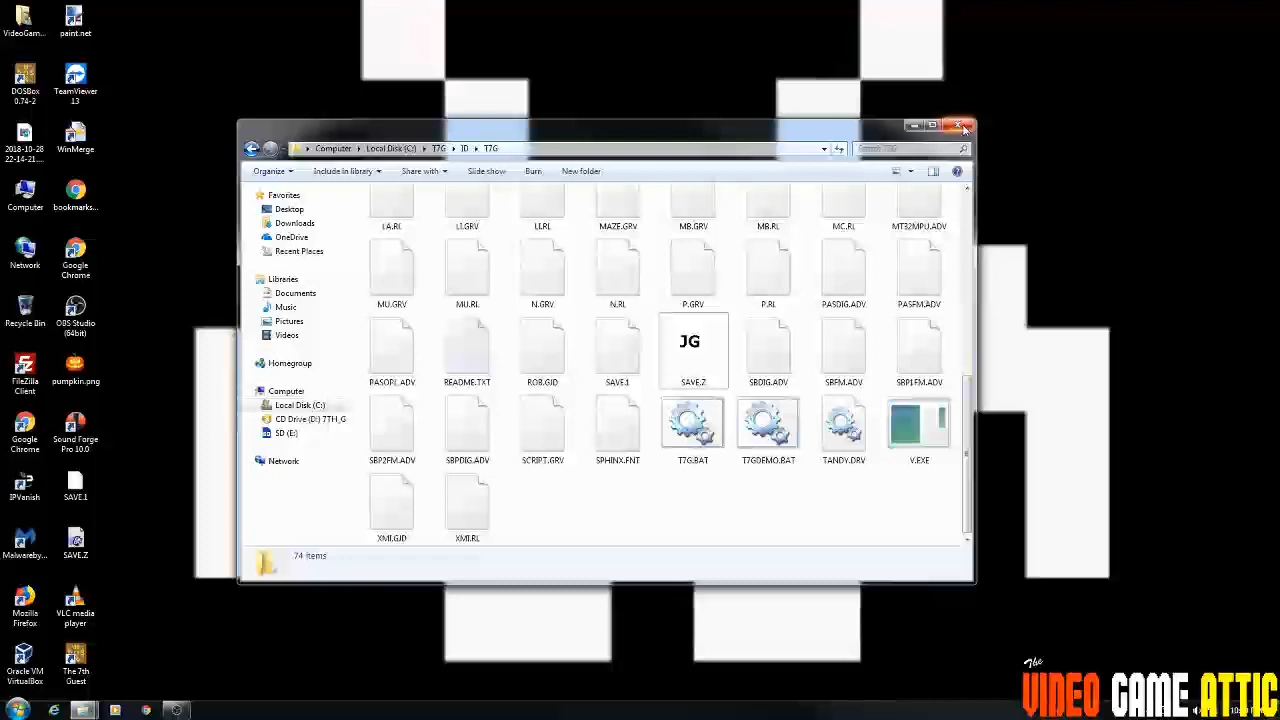 VideoGam...
paint.net
DOSBox 0.74-2
TeamViewer 13
2018-10-28 22-14-21....
WinMerge
Computer
bookmarks...
Network
Google Chrome
Recycle Bin
OBS Studio (64bit)
FileZilla Client
pumpkin.png
Google Chrome
Sound Forge Pro 10.0
IPVanish
SAVE.1
Malwareby...
SAVE.Z
Mozilla Firefox
VLC media player
Oracle VM VirtualBox
The 7th Guest
Computer Local Disk (C:) T7G ID T7G
Search T7G
Organize Include in library Share with Slide show Burn New folder
Favorites
Desktop
Downloads
OneDrive
Recent Places
Libraries
Documents
Music
Pictures
Videos
Homegroup
Computer
Local Disk (C:)
CD Drive (D:) 7TH_G
SD (E:)
Network
LA.RL LI.GRV LI.RL MAZE.GRV MB.GRV MB.RL MC.RL MT32MPU.ADV
MU.GRV MU.RL N.GRV N.RL P.GRV P.RL PASDIG.ADV PASFM.ADV
JG
PASOPL.ADV README.TXT ROB.GJD SAVE.1 SAVE.Z SBDIG.ADV SBFM.ADV SBP1FM.ADV
SBP2FM.ADV SBPDIG.ADV SCRIPT.GRV SPHINX.FNT T7G.BAT T7GDEMO.BAT TANDY.DRV V.EXE
XMI.GJD XMI.RL
74 items
The
VIDEO GAME ATTIC